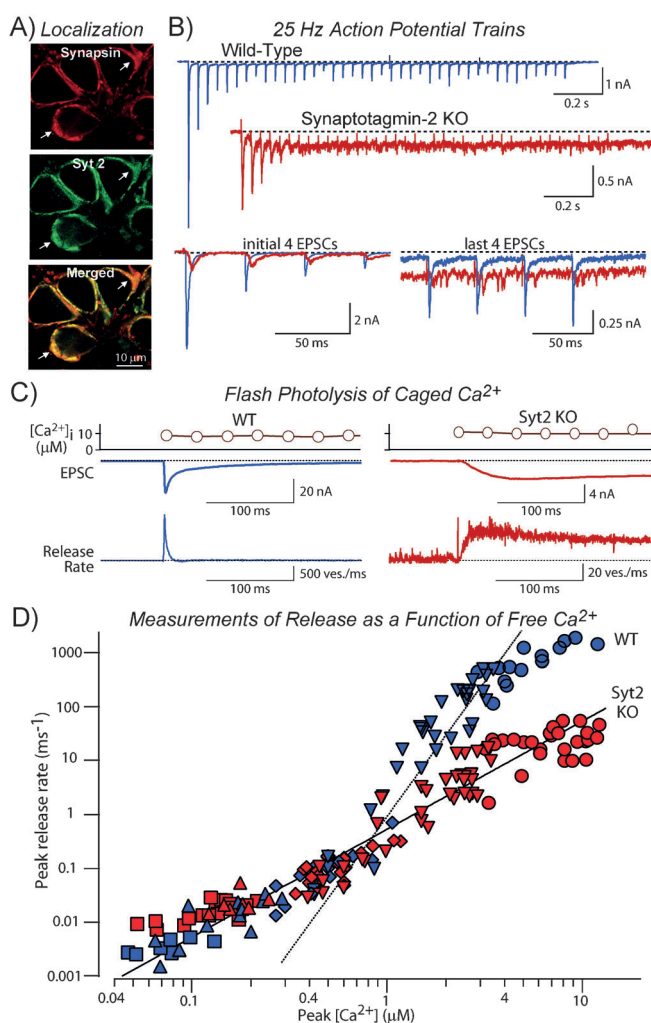 A) Localization
Synapsin
Syt 2
Merged
10 µm
B) 25 Hz Action Potential Trains
Wild-Type
1 nA
0.2 s
Synaptotagmin-2 KO
0.5 nA
0.2 s
initial 4 EPSCs
last 4 EPSCs
2 nA
50 ms
0.25 nA
50 ms
C) Flash Photolysis of Caged Ca2+
WT
Syt2 KO
[Ca2+]i 10
(µM) 0
EPSC
20 nA
100 ms
4 nA
100 ms
Release
Rate
500 ves./ms
100 ms
20 ves./ms
100 ms
D) Measurements of Release as a Function of Free Ca2+
WT
Syt2
KO
Peak release rate (ms-1)
1000
100
10
1
0.1
0.01
0.001
0.04 0.1 0.4 1 4 10
Peak [Ca2+] (µM)